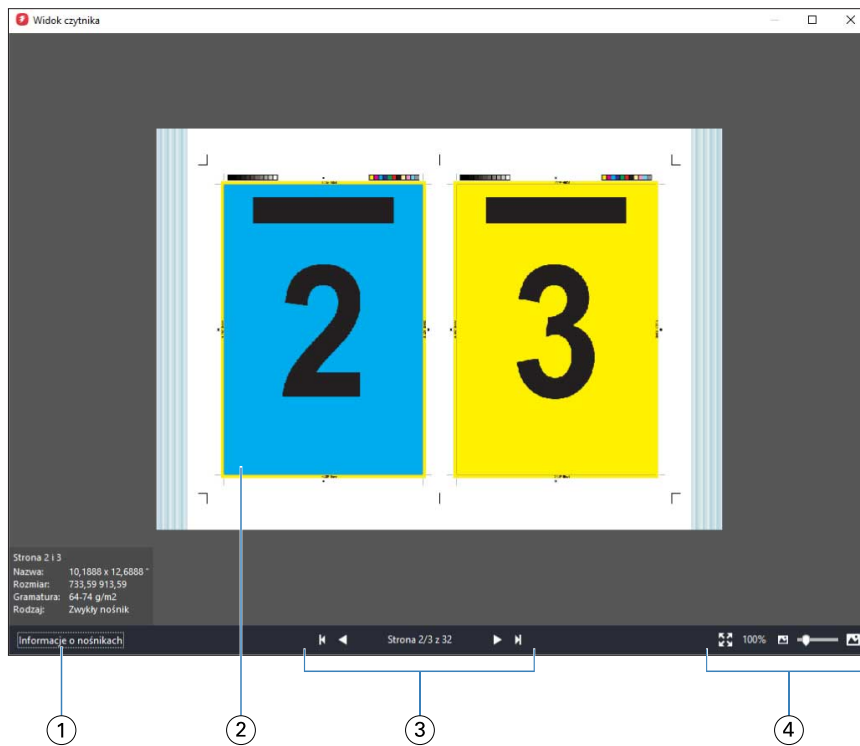 Widok czytnika
2 3
Strona 2 i 3
Nazwa: 10,1888 x 12,6888 "
Rozmiar: 733,59 913,59
Gramatura: 64-74 g/m2
Rodzaj: Zwykły nośnik
Informacje o nośnikach Strona 2/3 z 32 100%
1 2 3 4